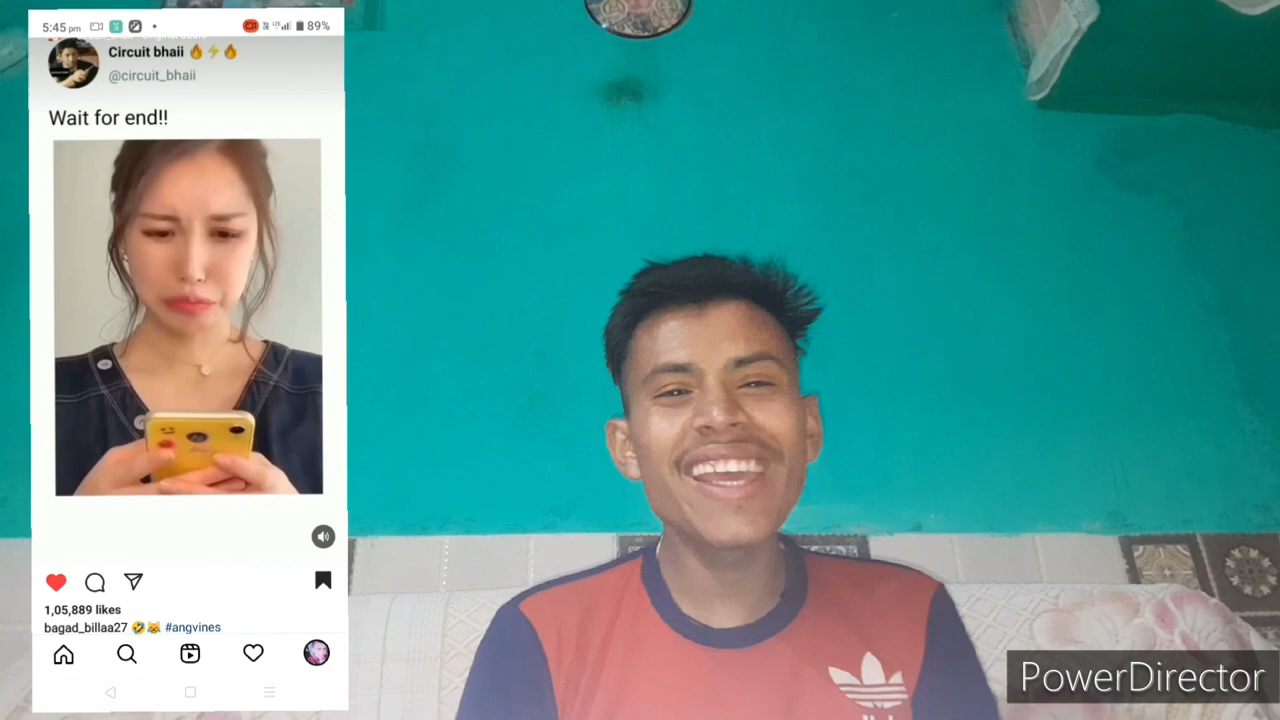 5:45 pm
89%
Circuit bhaii 🔥⚡🔥
@circuit_bhaii
Wait for end!!
1,05,889 likes
bagad_billaa27 🤣😹 #angvines
PowerDirector